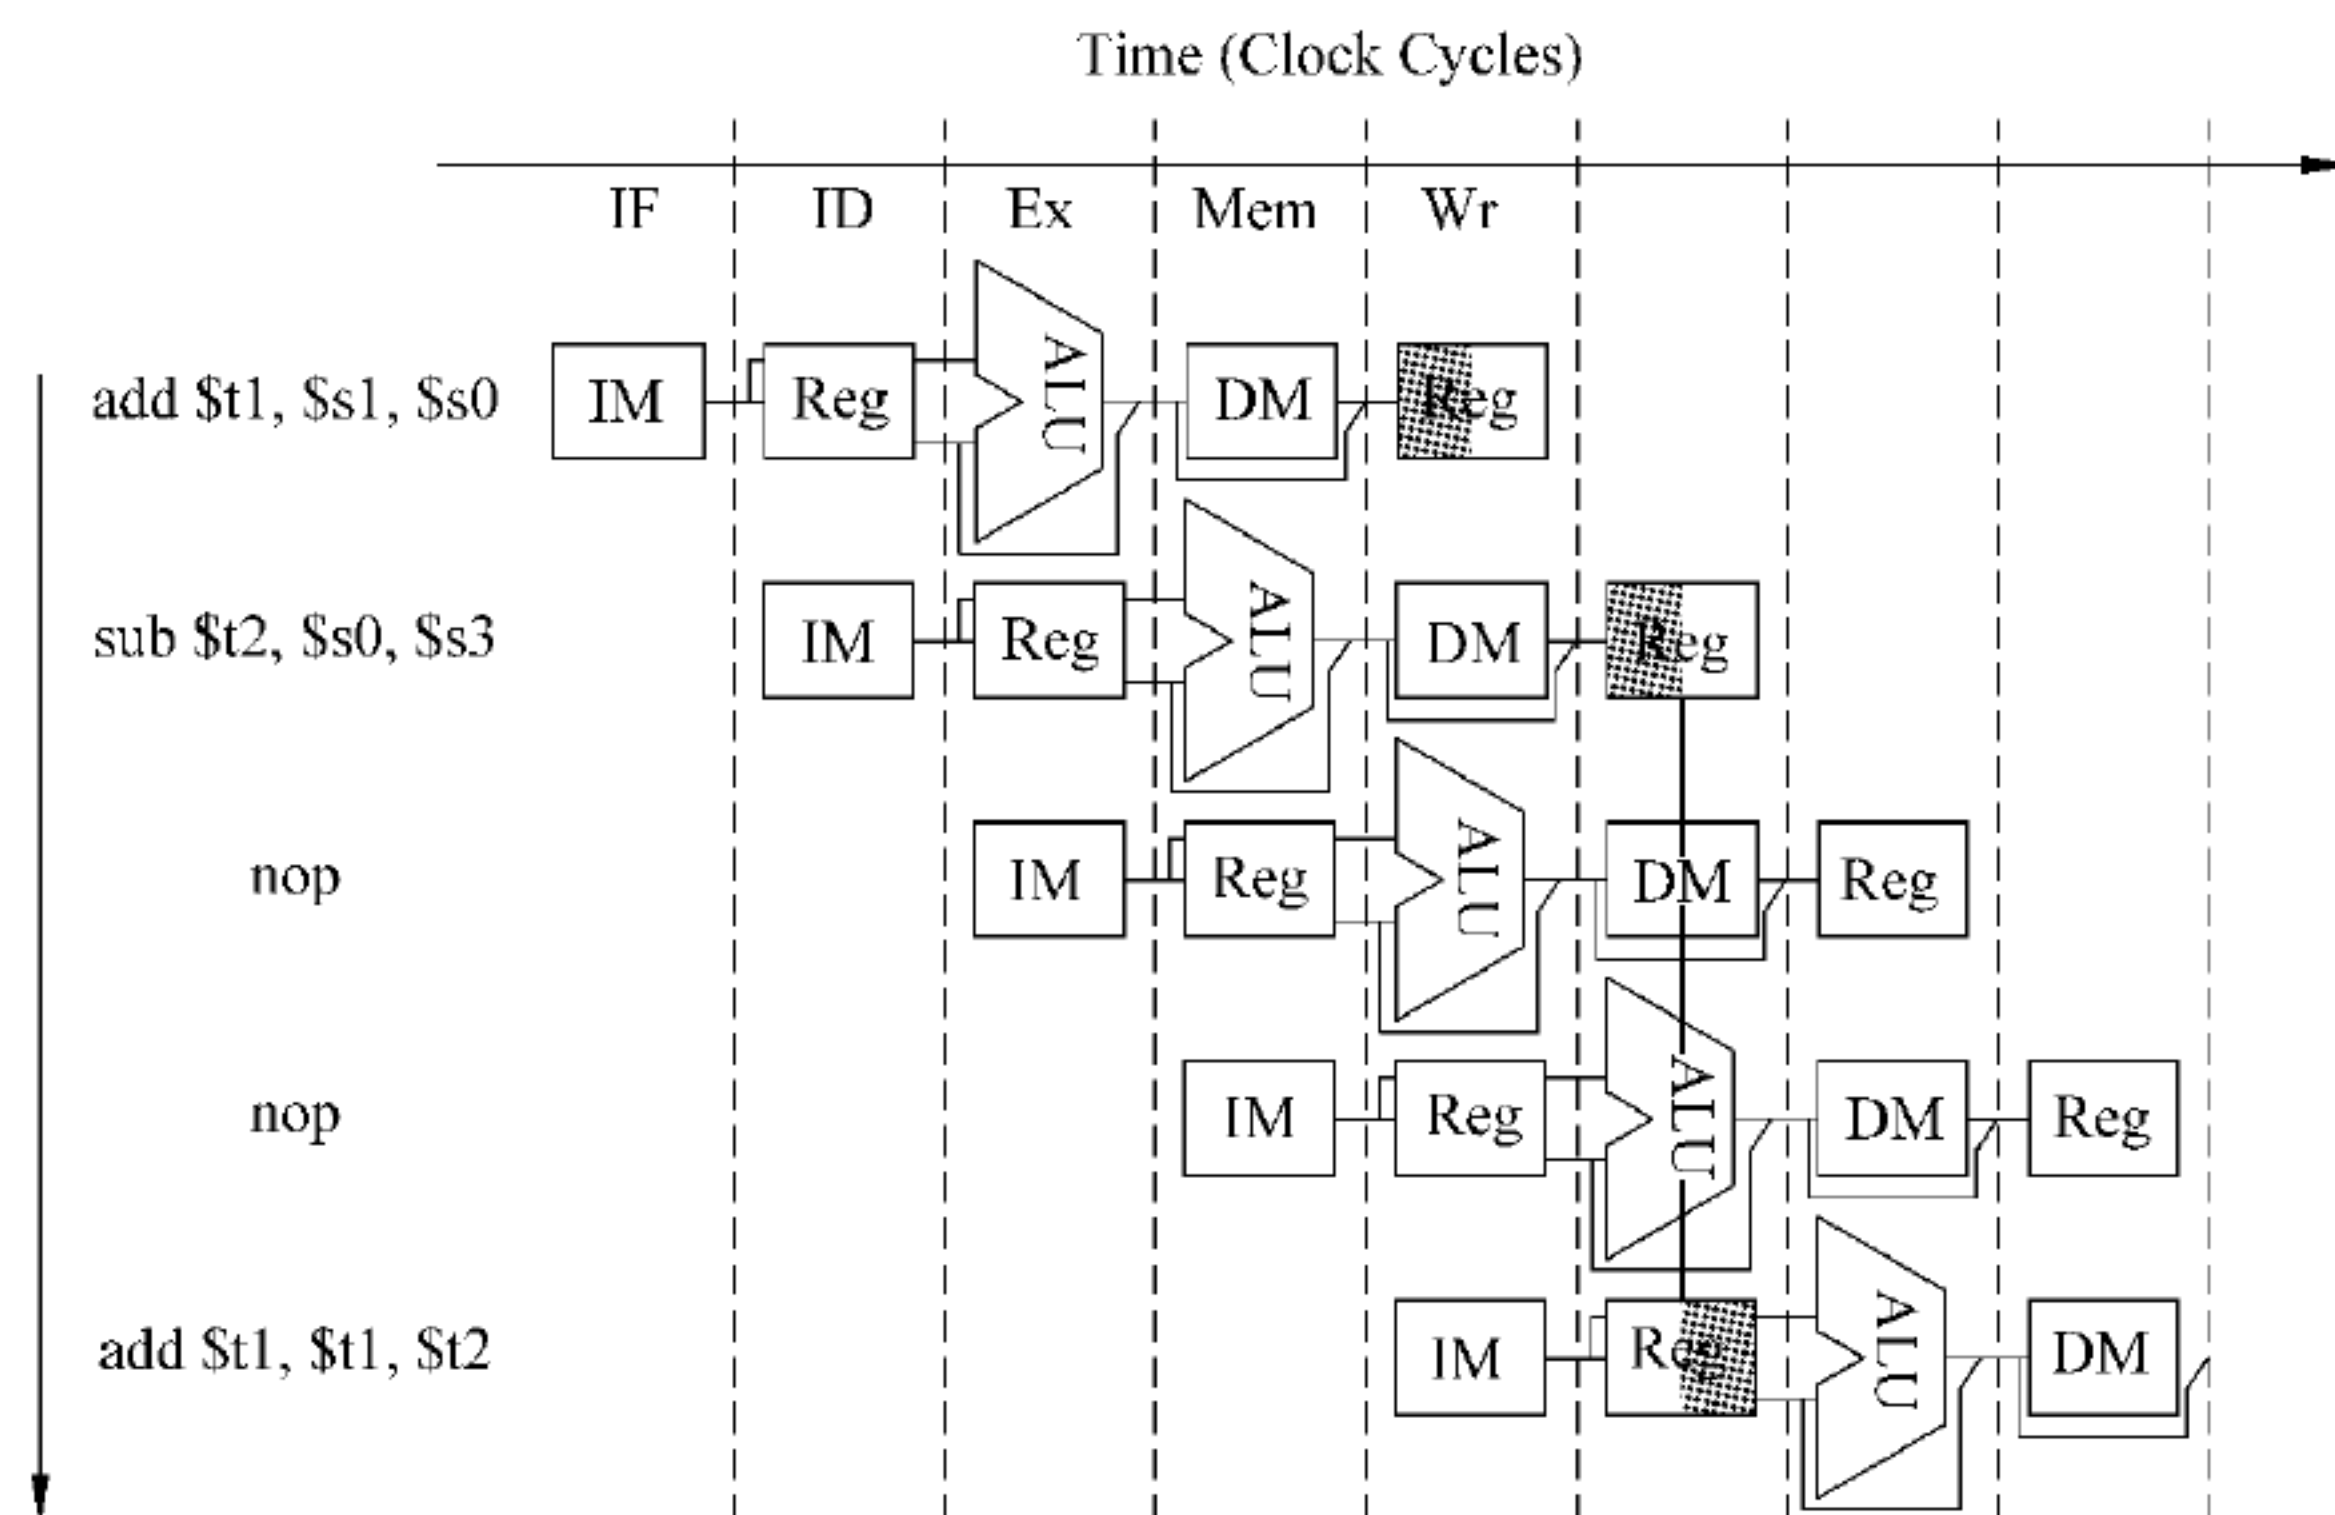 Time (Clock Cycles)
IF ID Ex Mem Wr
add $t1, $s1, $s0 IM Reg ALU DM Reg
sub $t2, $s0, $s3 IM Reg ALU DM Reg
nop IM Reg ALU DM Reg
nop IM Reg ALU DM Reg
add $t1, $t1, $t2 IM Reg ALU DM